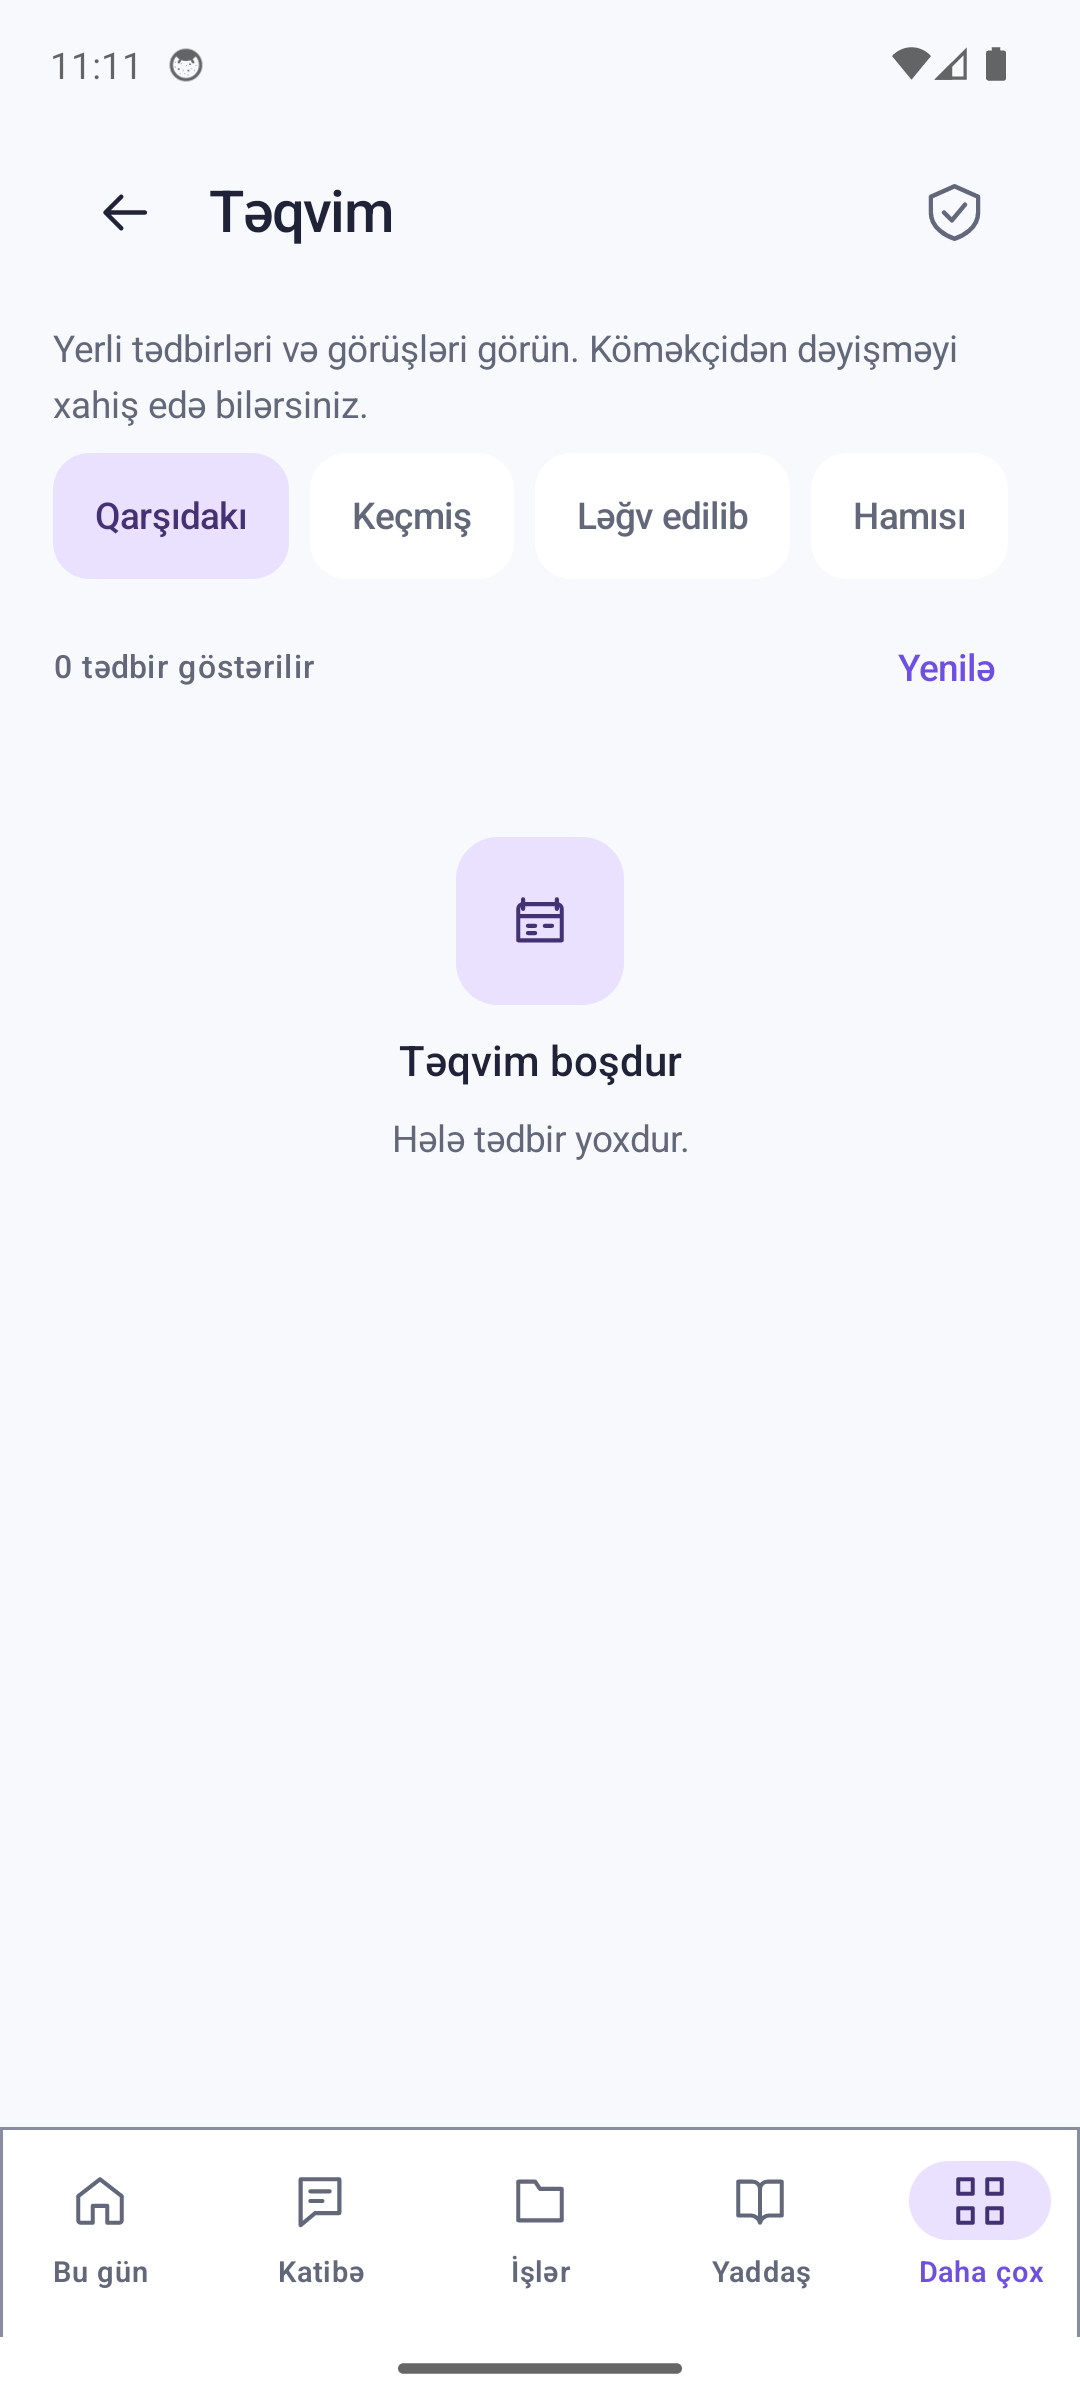 11:11
Təqvim
Yerli tədbirləri və görüşləri görün. Köməkçidən dəyişməyi
xahiş edə bilərsiniz.
Qarşıdakı Keçmiş Ləğv edilib Hamısı
0 tədbir göstərilir Yenilə
Təqvim boşdur
Hələ tədbir yoxdur.
Bu gün Katibə İşlər Yaddaş Daha çox